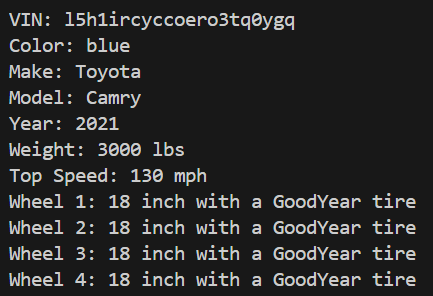 VIN: l5h1ircyccoero3tq0ygq
Color: blue
Make: Toyota
Model: Camry
Year: 2021
Weight: 3000 lbs
Top Speed: 130 mph
Wheel 1: 18 inch with a GoodYear tire
Wheel 2: 18 inch with a GoodYear tire
Wheel 3: 18 inch with a GoodYear tire
Wheel 4: 18 inch with a GoodYear tire